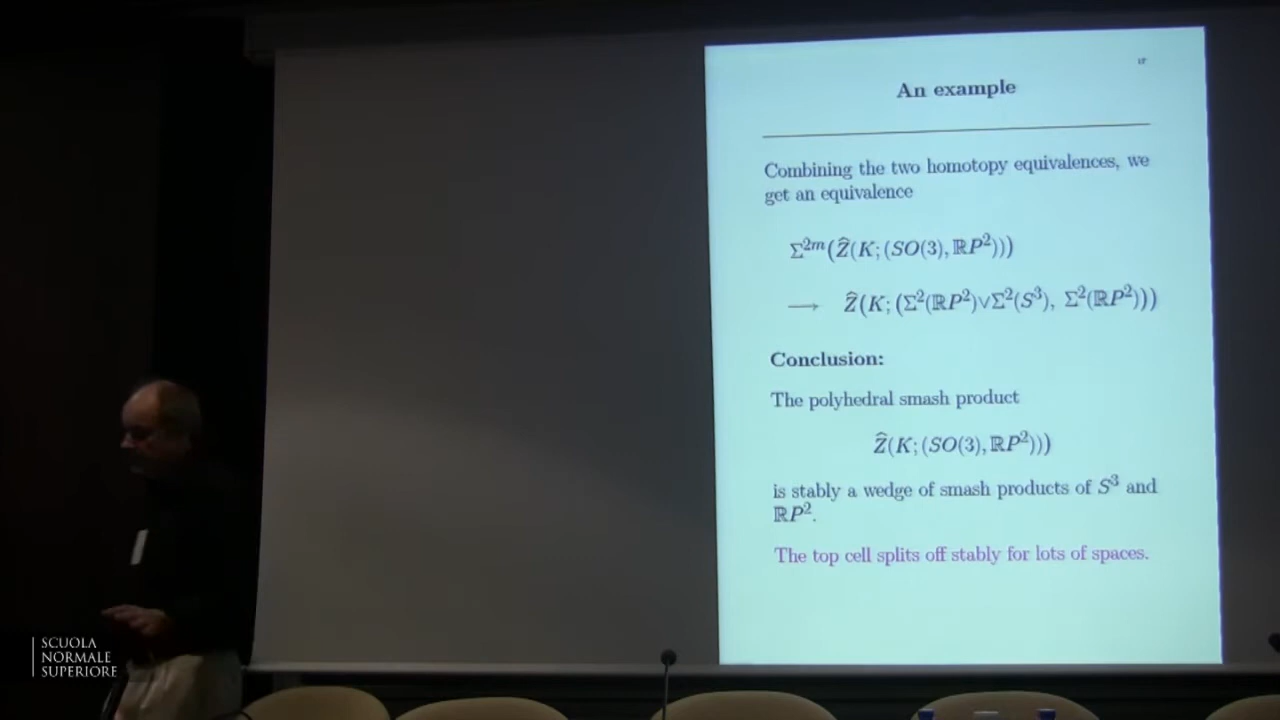 An example
Combining the two homotopy equivalences, we
get an equivalence
Σ²ᵐ(Ẑ(K; (SO(3), ℝP²)))
⟶ Ẑ(K; (Σ²(ℝP²)∨Σ²(S³), Σ²(ℝP²)))
Conclusion:
The polyhedral smash product
Ẑ(K; (SO(3), ℝP²)))
is stably a wedge of smash products of S³ and
ℝP².
The top cell splits off stably for lots of spaces.
SCUOLA
NORMALE
SUPERIORE